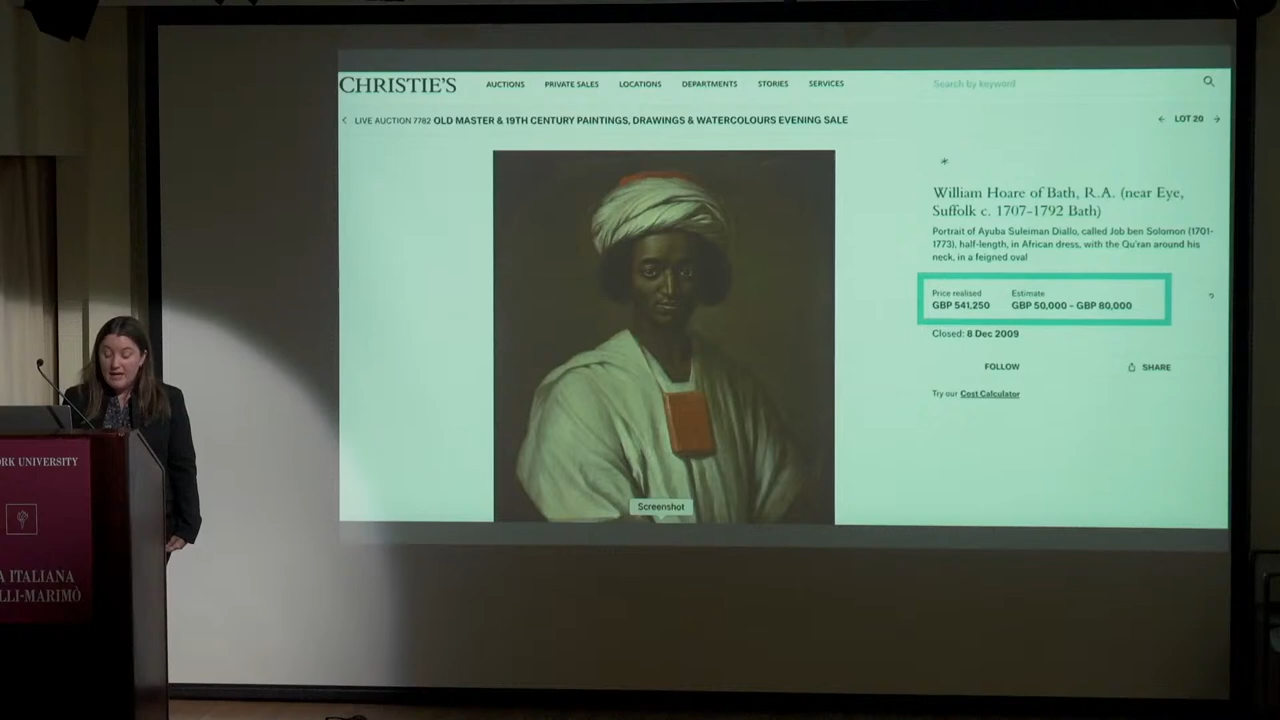 CHRISTIE'S
AUCTIONS PRIVATE SALES LOCATIONS DEPARTMENTS STORIES SERVICES
Search by keyword
< LIVE AUCTION 7782 OLD MASTER & 19TH CENTURY PAINTINGS, DRAWINGS & WATERCOLOURS EVENING SALE
← LOT 20 →
*
William Hoare of Bath, R.A. (near Eye,
Suffolk c. 1707-1792 Bath)
Portrait of Ayuba Suleiman Diallo, called Job ben Solomon (1701-
1773), half-length, in African dress, with the Qu'ran around his
neck, in a feigned oval
Price realised Estimate
GBP 541,250 GBP 50,000 - GBP 80,000
Closed: 8 Dec 2009
FOLLOW SHARE
Try our Cost Calculator
Screenshot
RK UNIVERSITY
A ITALIANA
LLI-MARIMÒ